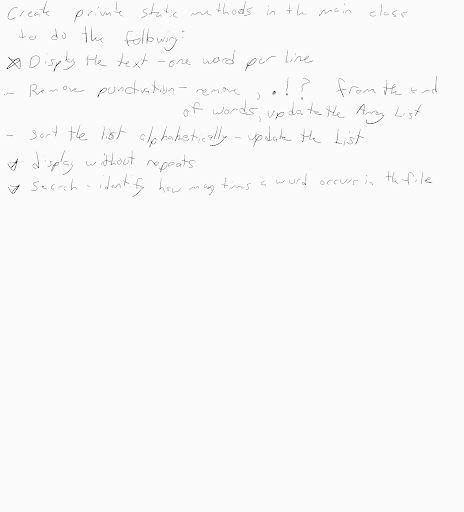 Create private static methods in the main class
to do the following:
Display the text - one word per line
- Remove punctuation - remove , . ! ? from the end
of words, update the Array List
- sort the list alphabetically - update the List
display without repeats
search - identify how many times a word occurs in the file